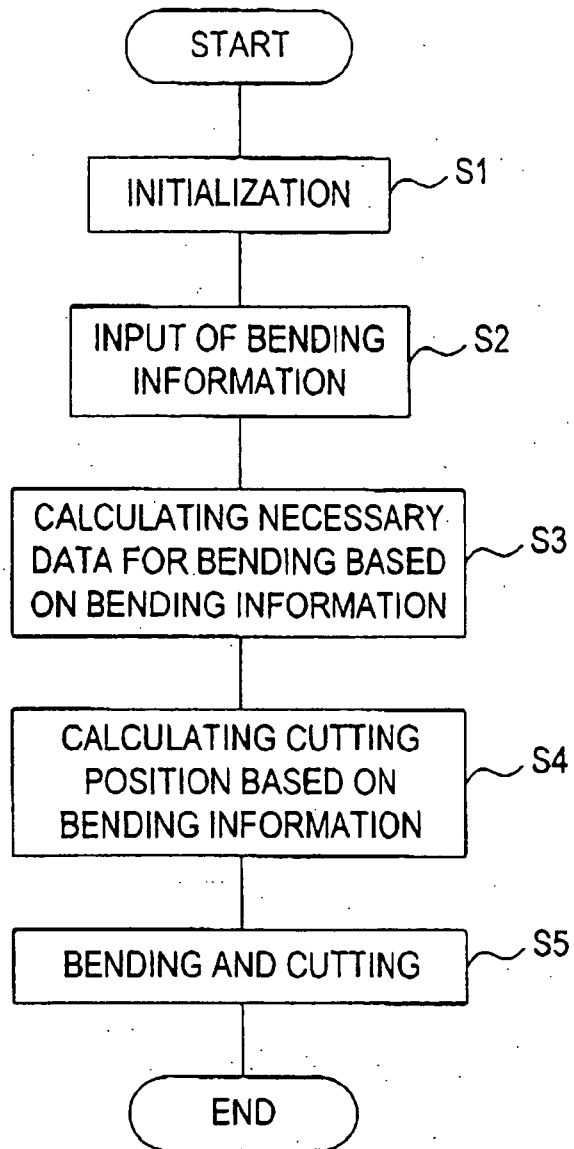 START
INITIALIZATION
S1
INPUT OF BENDING
INFORMATION
S2
CALCULATING NECESSARY
DATA FOR BENDING BASED
ON BENDING INFORMATION
S3
CALCULATING CUTTING
POSITION BASED ON
BENDING INFORMATION
S4
BENDING AND CUTTING
S5
END